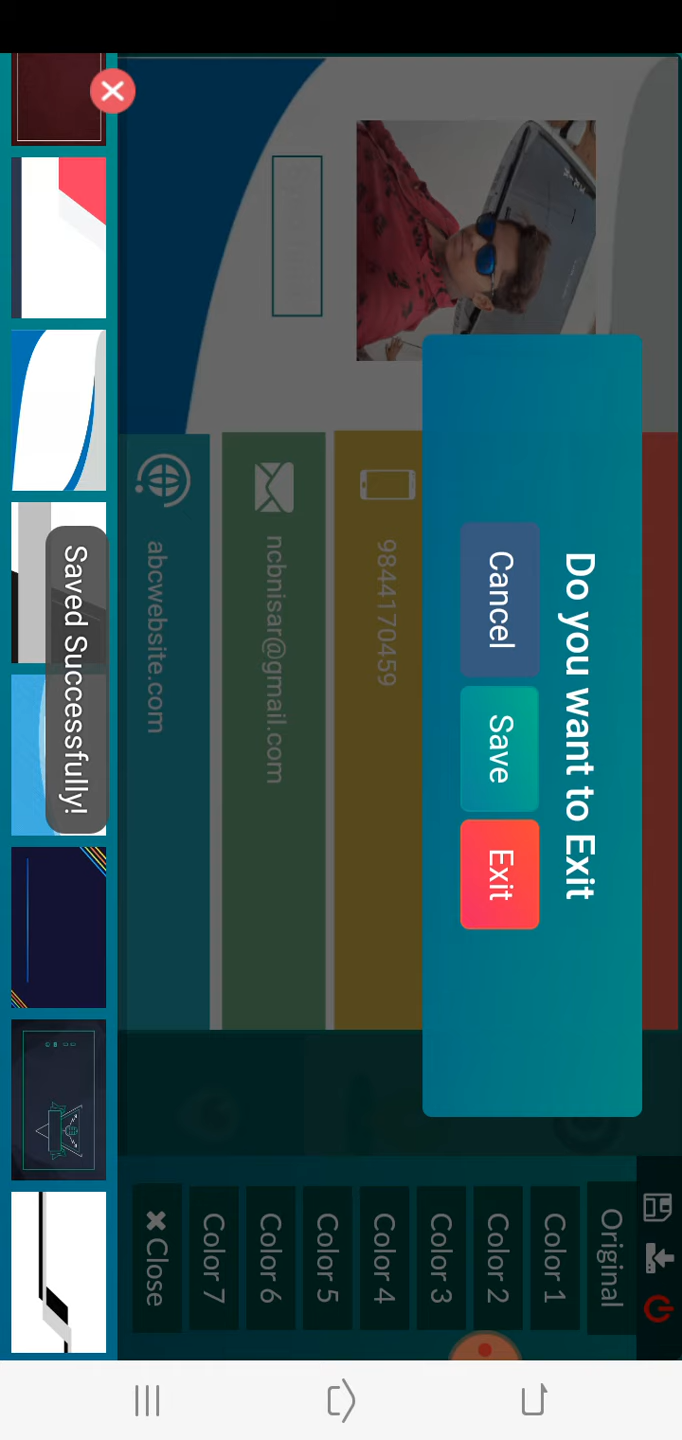 Do you want to Exit
Cancel
Save
Exit
9844170459
ncbnisar@gmail.com
abcwebsite.com
Saved Successfully!
Original
Color 1
Color 2
Color 3
Color 4
Color 5
Color 6
Color 7
Close